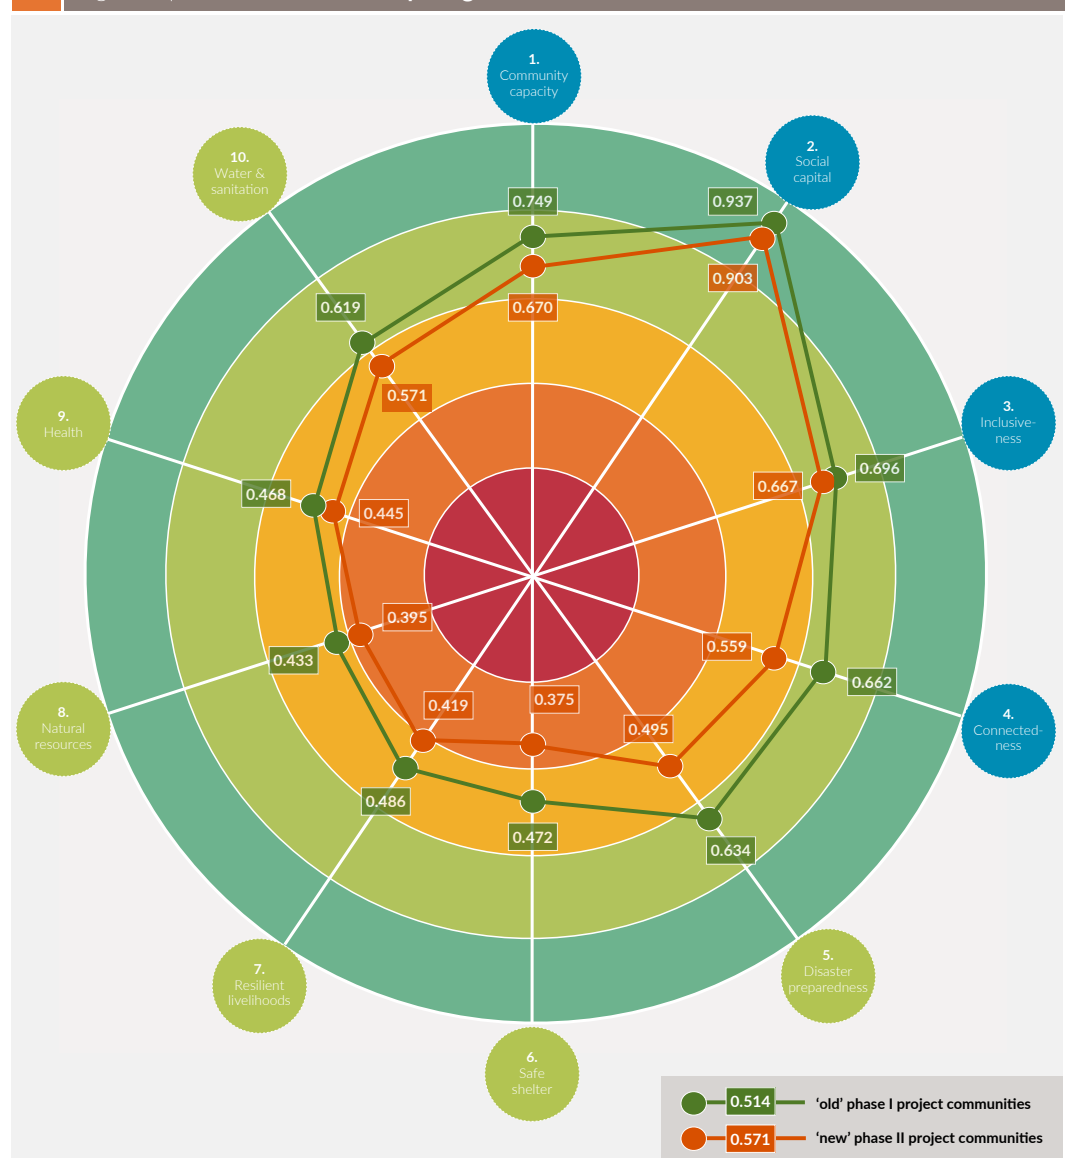 1.
Community
capacity
2.
Social
capital
10.
Water &
sanitation
0.749
0.937
0.903
0.619
0.670
0.571
9.
Health
3.
Inclusive-
ness
0.696
0.667
0.468
0.445
0.395
0.433
0.559
0.662
8.
Natural
resources
4.
Connected-
ness
0.419
0.375
0.495
0.486
0.472
0.634
7.
Resilient
livelihoods
5.
Disaster
preparedness
6.
Safe
shelter
0.514 ‘old’ phase I project communities
0.571 ‘new’ phase II project communities